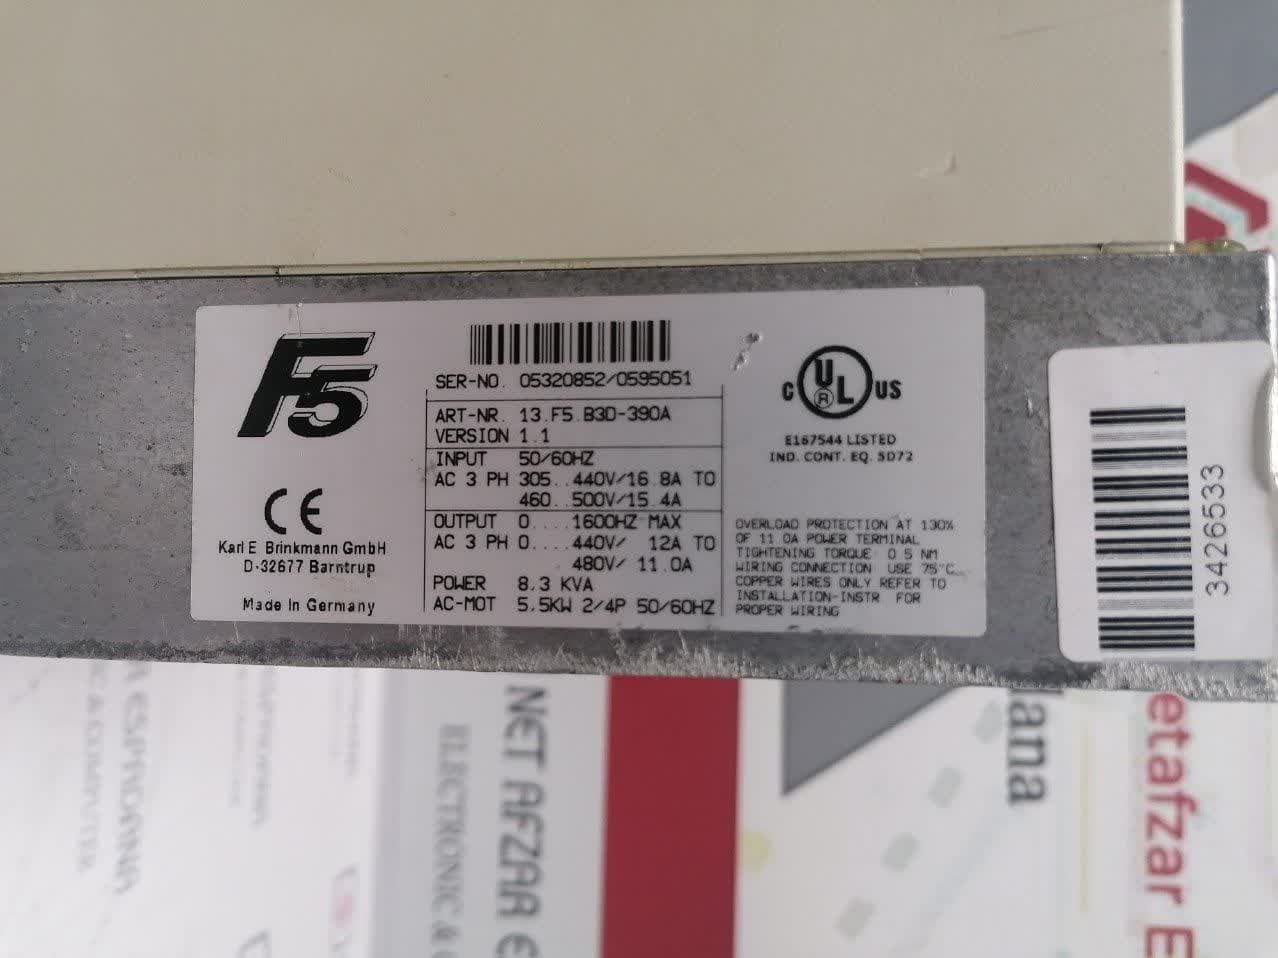 F5
SER-NO. 05320852/0595051
ART-NR. 13.F5.B3D-390A
VERSION 1.1
INPUT 50/60HZ
AC 3 PH 305..440V/16.8A TO
460..500V/15.4A
OUTPUT 0....1600HZ MAX
AC 3 PH 0....440V/ 12A TO
480V/ 11.0A
POWER 8.3 KVA
AC-MOT 5.5KW 2/4P 50/60HZ
CE
Karl E. Brinkmann GmbH
D-32677 Barntrup
Made In Germany
C UL US
®
E167544 LISTED
IND. CONT. EQ. 5D72
OVERLOAD PROTECTION AT 130%
OF 11.0A POWER TERMINAL
TIGHTENING TORQUE: 0.5 NM
WIRING CONNECTION USE 75°C
COPPER WIRES ONLY REFER TO
INSTALLATION-INSTR FOR
PROPER WIRING
3426533
A ESPADANA
& COMPUTER
NET AFZAR E
ELECTRONIC & 
dana
etafzar E